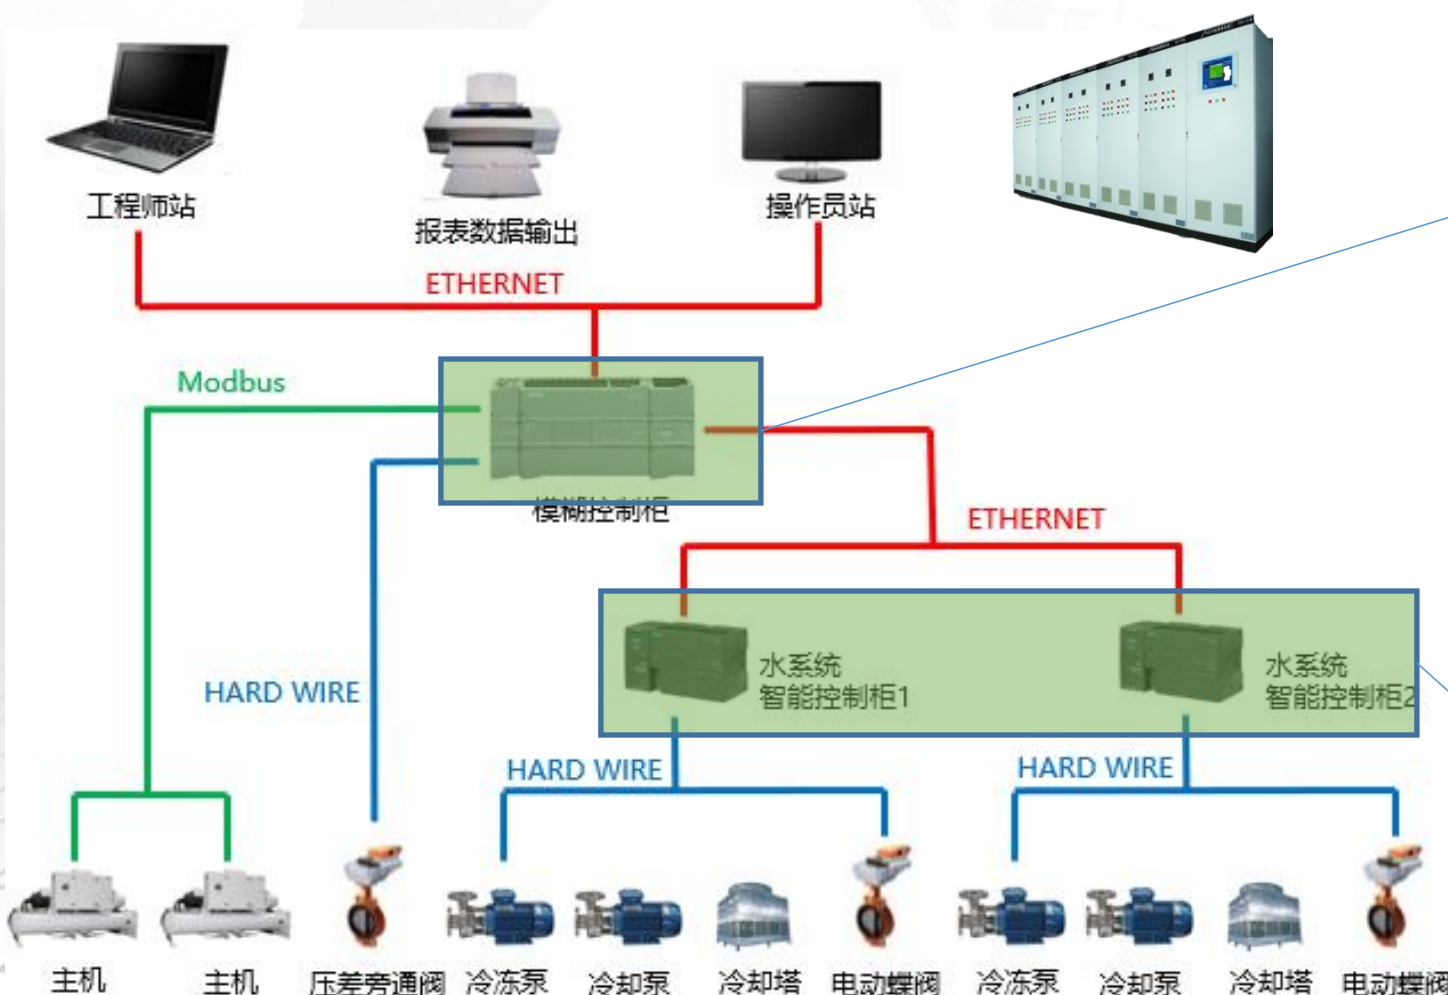 工程师站
报表数据输出
操作员站
ETHERNET
Modbus
模糊控制柜
ETHERNET
HARD WIRE
水系统
智能控制柜1
水系统
智能控制柜2
HARD WIRE
HARD WIRE
主机
主机
压差旁通阀
冷冻泵
冷却泵
冷却塔
电动蝶阀
冷冻泵
冷却泵
冷却塔
电动蝶阀